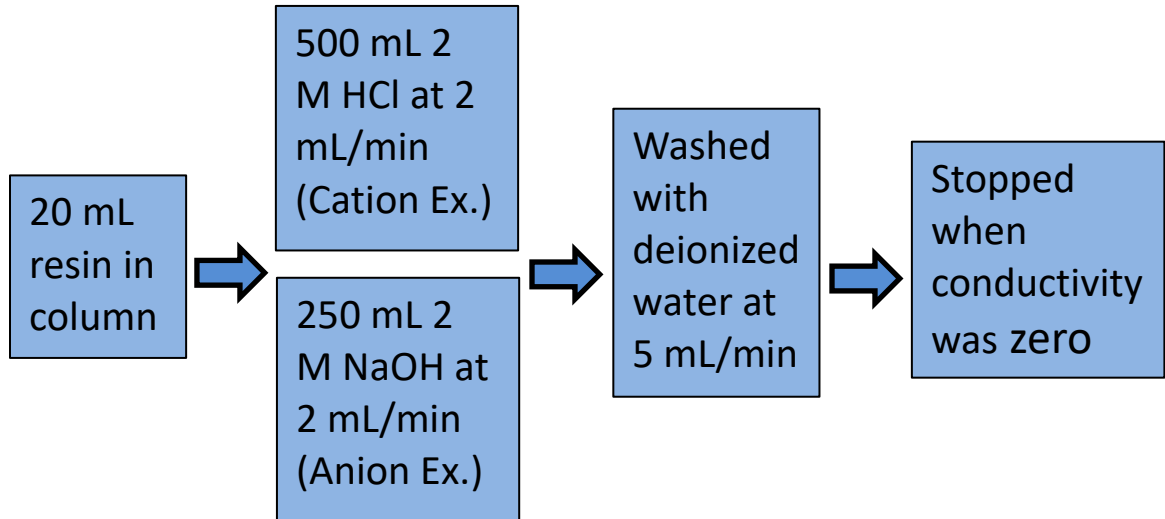 20 mL
resin in
column
500 mL 2
M HCl at 2
mL/min
(Cation Ex.)
250 mL 2
M NaOH at
2 mL/min
(Anion Ex.)
Washed
with
deionized
water at
5 mL/min
Stopped
when
conductivity
was zero